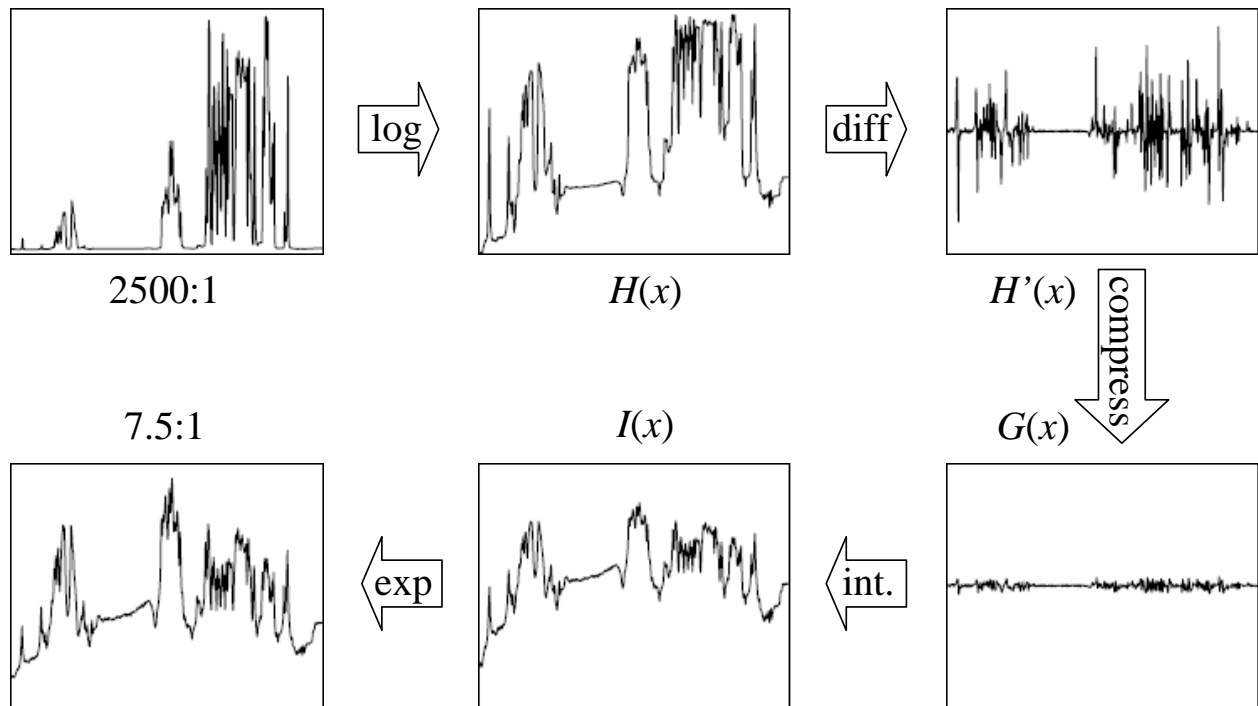 log
diff
2500:1
H(x)
H’(x)
compress
7.5:1
I(x)
G(x)
exp
int.